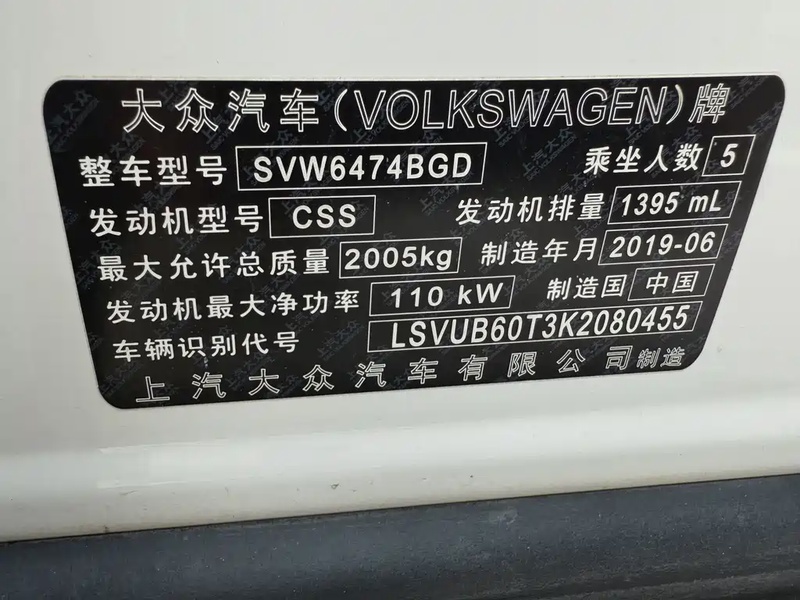 大众汽车(VOLKSWAGEN)牌
整车型号 SVW6474BGD 乘坐人数 5
发动机型号 CSS 发动机排量 1395 mL
最大允许总质量 2005kg 制造年月 2019-06
发动机最大净功率 110 kW 制造国 中国
车辆识别代号 LSVUB60T3K2080455
上汽大众汽车有限公司制造